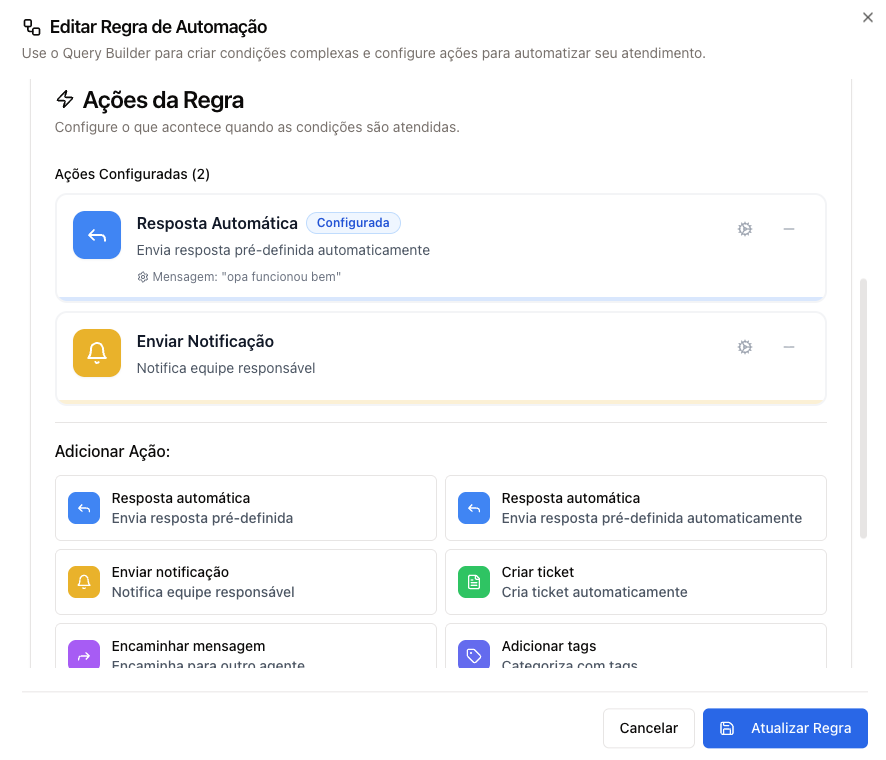 Editar Regra de Automação
Use o Query Builder para criar condições complexas e configure ações para automatizar seu atendimento.
Ações da Regra
Configure o que acontece quando as condições são atendidas.
Ações Configuradas (2)
Resposta Automática Configurada
Envia resposta pré-definida automaticamente
Mensagem: "opa funcionou bem"
Enviar Notificação
Notifica equipe responsável
Adicionar Ação:
Resposta automática
Envia resposta pré-definida
Resposta automática
Envia resposta pré-definida automaticamente
Enviar notificação
Notifica equipe responsável
Criar ticket
Cria ticket automaticamente
Encaminhar mensagem
Encaminha para outro agente
Adicionar tags
Categoriza com tags
Cancelar
Atualizar Regra